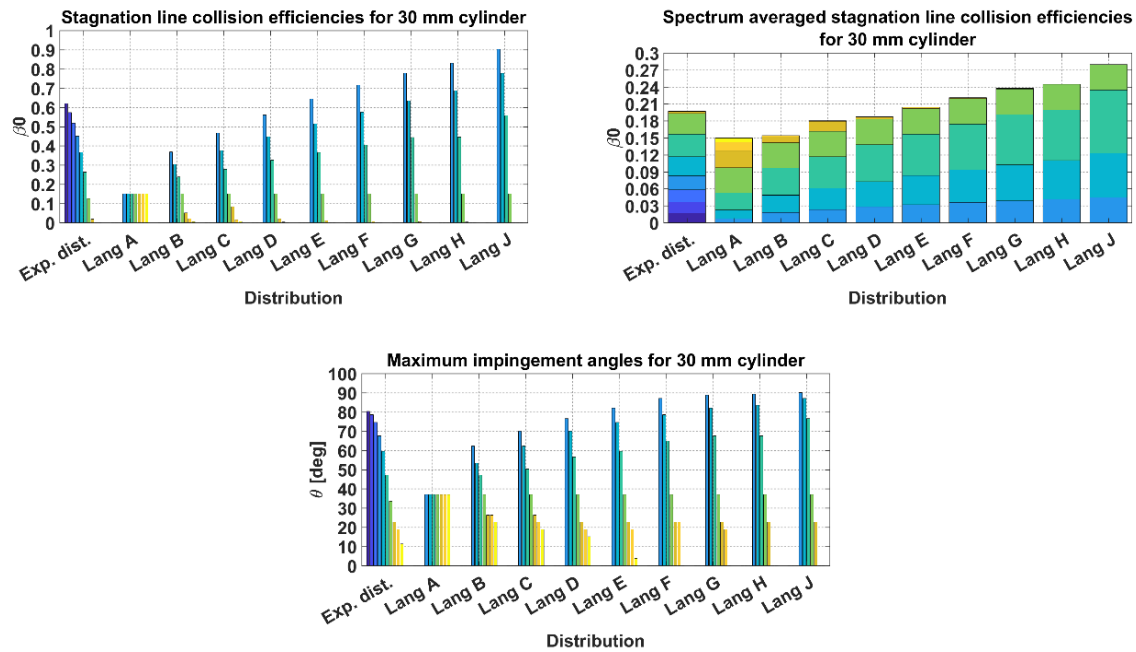 Stagnation line collision efficiencies for 30 mm cylinder
1
0.9
0.8
0.7
0.6
0.5
0.4
0.3
0.2
0.1
0
β0
Exp. dist.
Lang A
Lang B
Lang C
Lang D
Lang E
Lang F
Lang G
Lang H
Lang J
Distribution
Spectrum averaged stagnation line collision efficiencies
for 30 mm cylinder
0.3
0.27
0.24
0.21
0.18
0.15
0.12
0.09
0.06
0.03
0
β0
Exp. dist.
Lang A
Lang B
Lang C
Lang D
Lang E
Lang F
Lang G
Lang H
Lang J
Distribution
Maximum impingement angles for 30 mm cylinder
100
90
80
70
60
50
40
30
20
10
0
θ [deg]
Exp. dist.
Lang A
Lang B
Lang C
Lang D
Lang E
Lang F
Lang G
Lang H
Lang J
Distribution